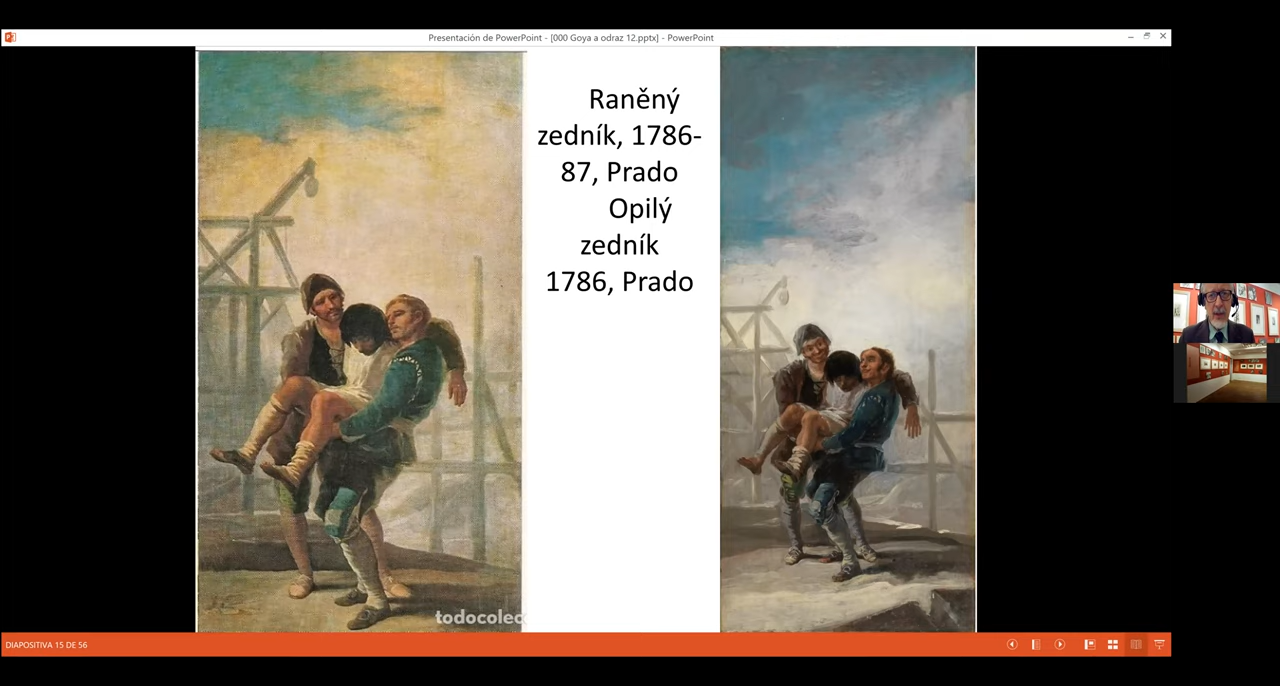 Presentación de PowerPoint - [000 Goya a odraz 12.pptx] - PowerPoint
Raněný
zedník, 1786-
87, Prado
Opilý
zedník
1786, Prado
todocolec
DIAPOSITIVA 15 DE 56